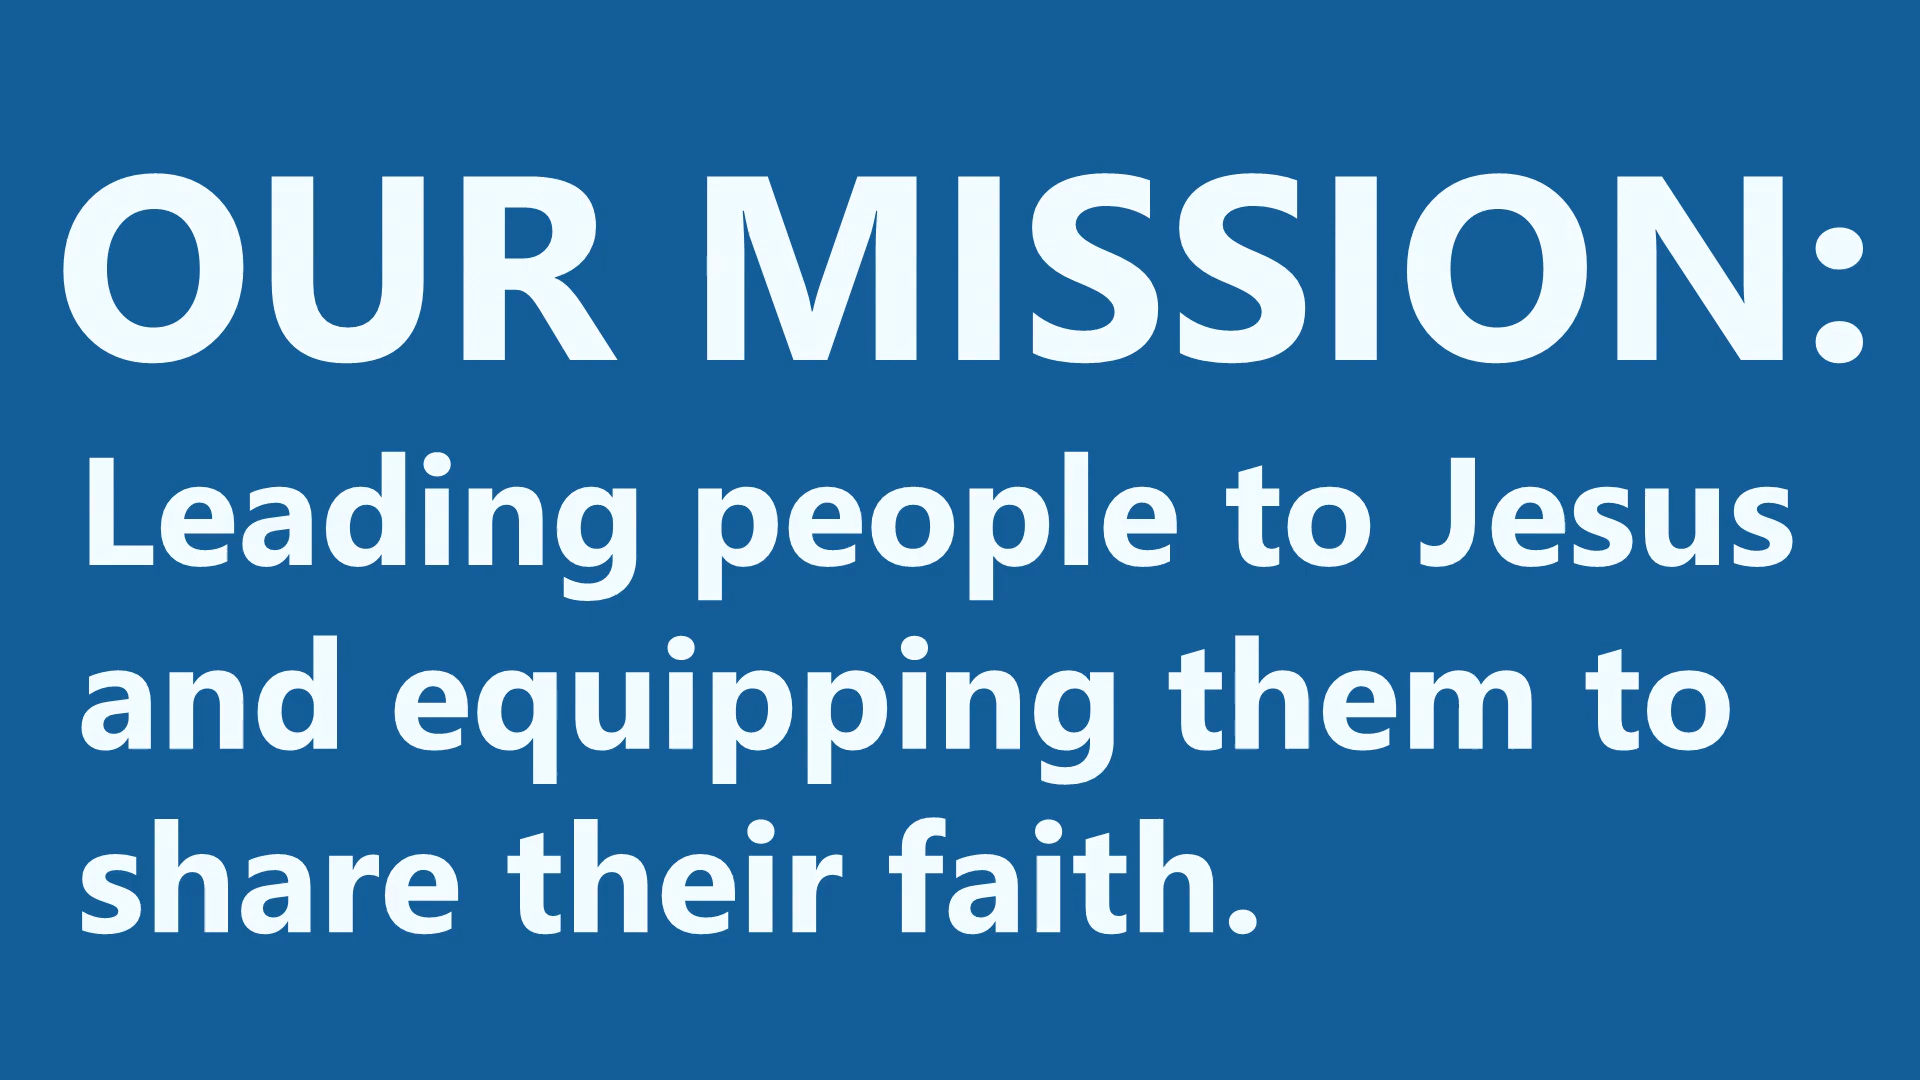 OUR MISSION:
Leading people to Jesus
and equipping them to
share their faith.